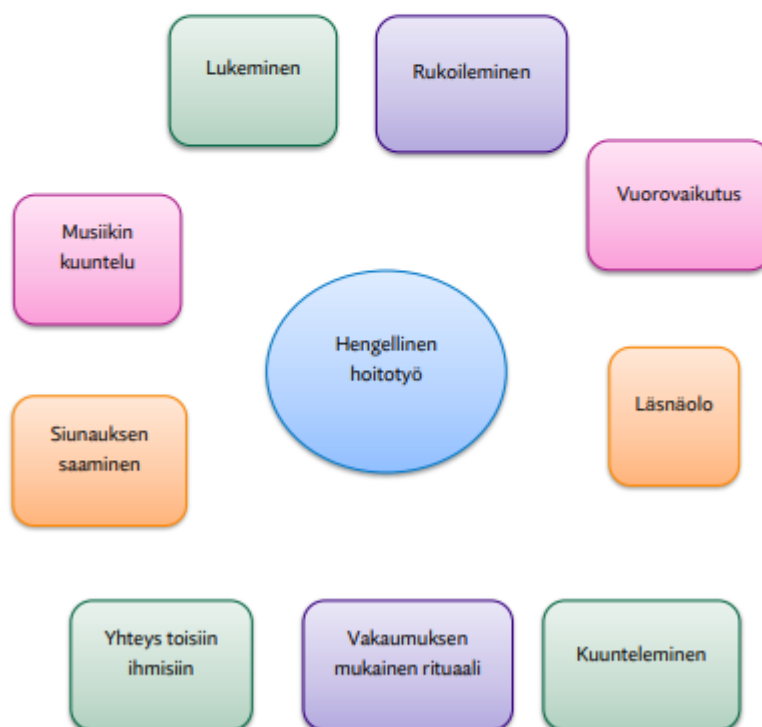 Lukeminen
Rukoileminen
Vuorovaikutus
Musiikin
kuuntelu
Hengellinen
hoitotyö
Läsnäolo
Siunauksen
saaminen
Yhteys toisiin
ihmisiin
Vakaumuksen
mukainen rituaali
Kuunteleminen